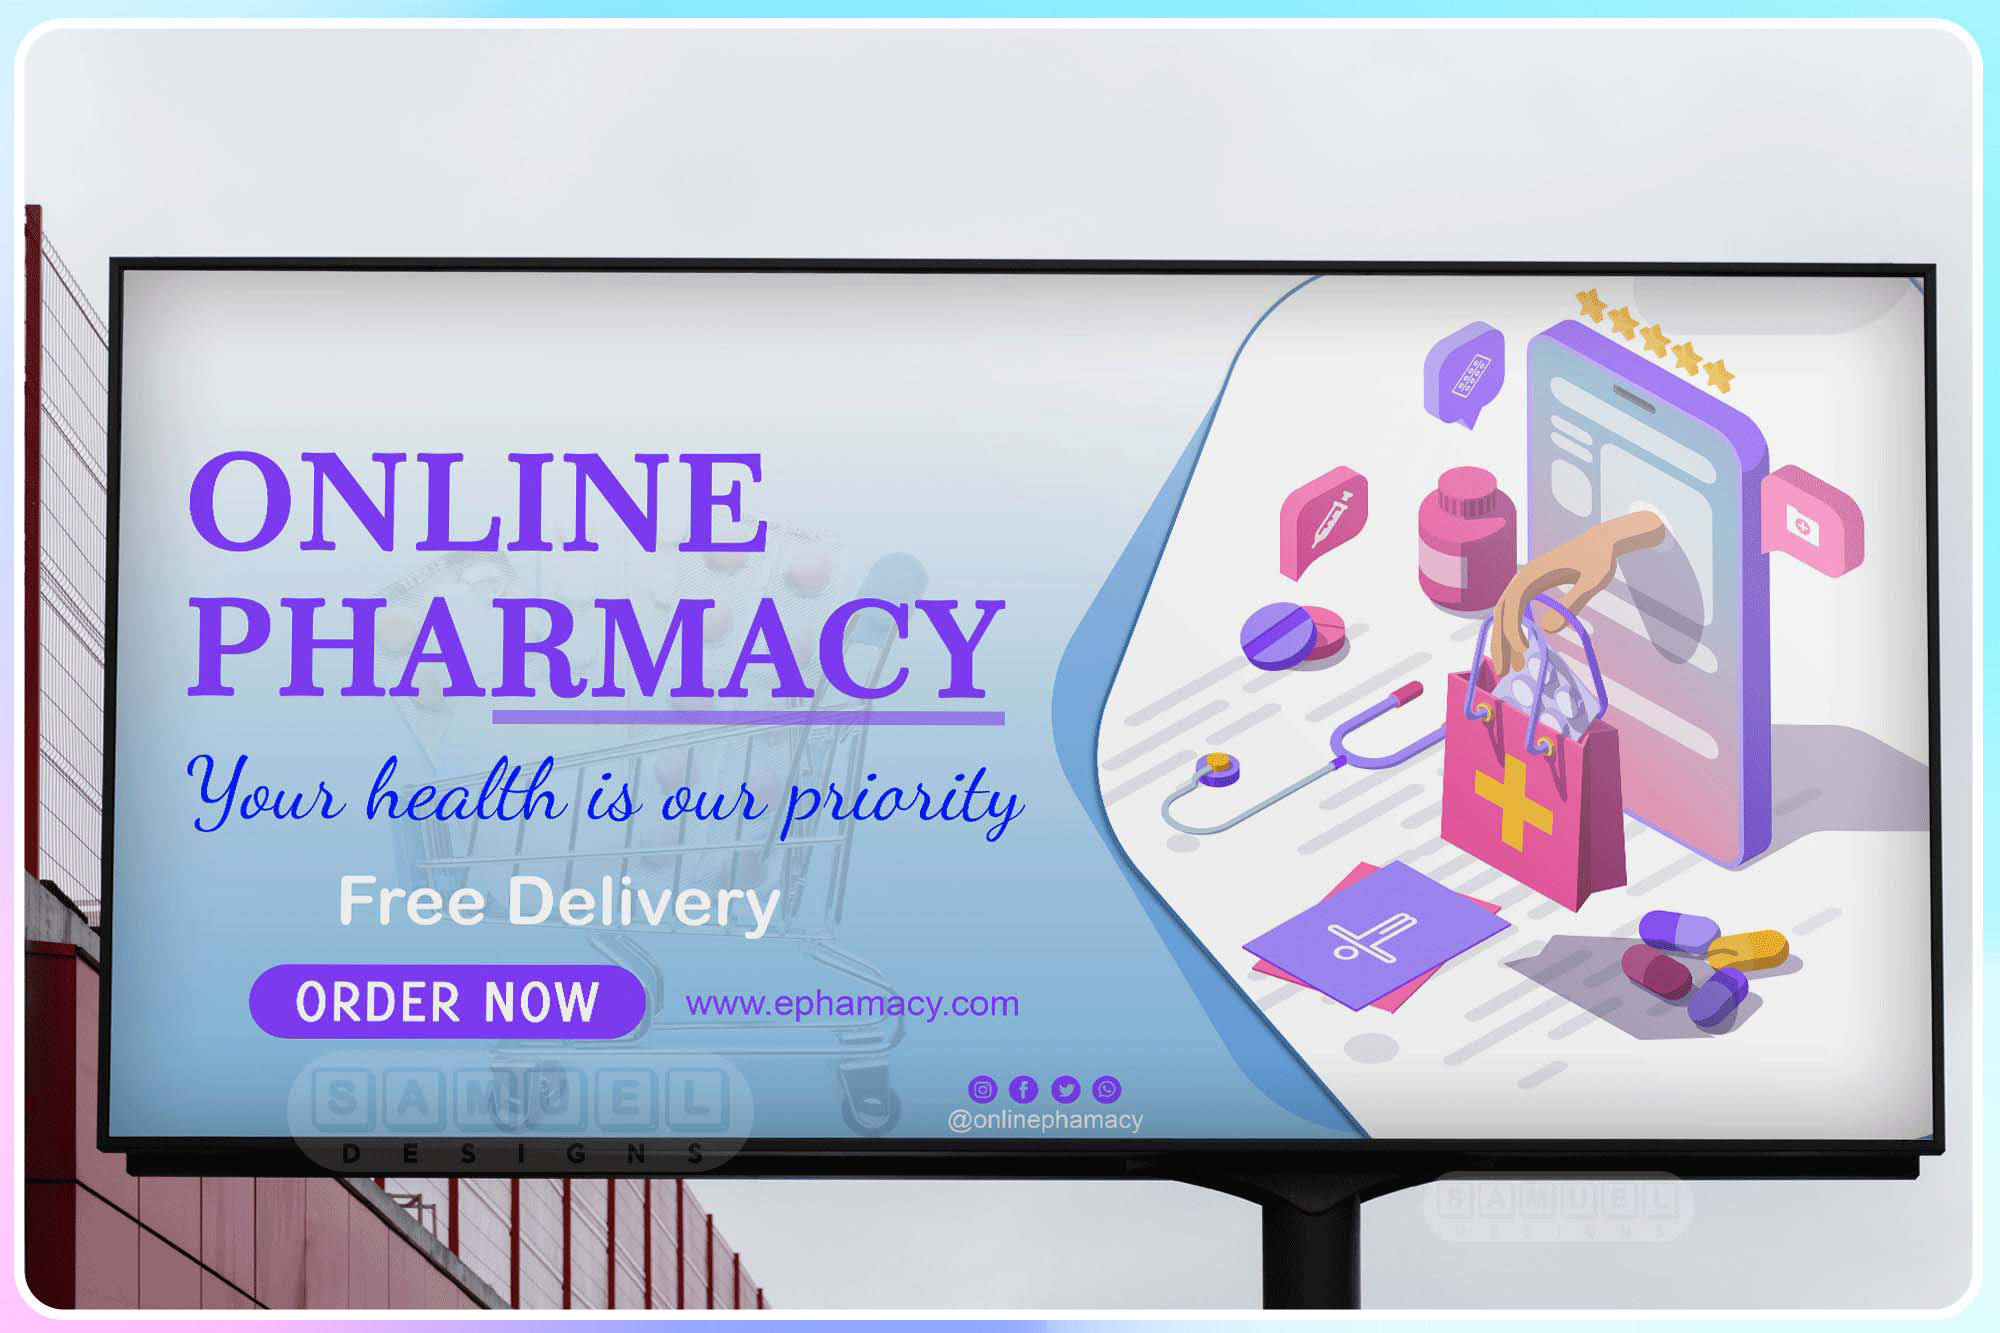 ONLINE
PHARMACY
Your health is our priority
Free Delivery
ORDER NOW
www.ephamacy.com
@onlinephamacy
SAMUEL
DESIGNS
SAMUEL
DESIGNS